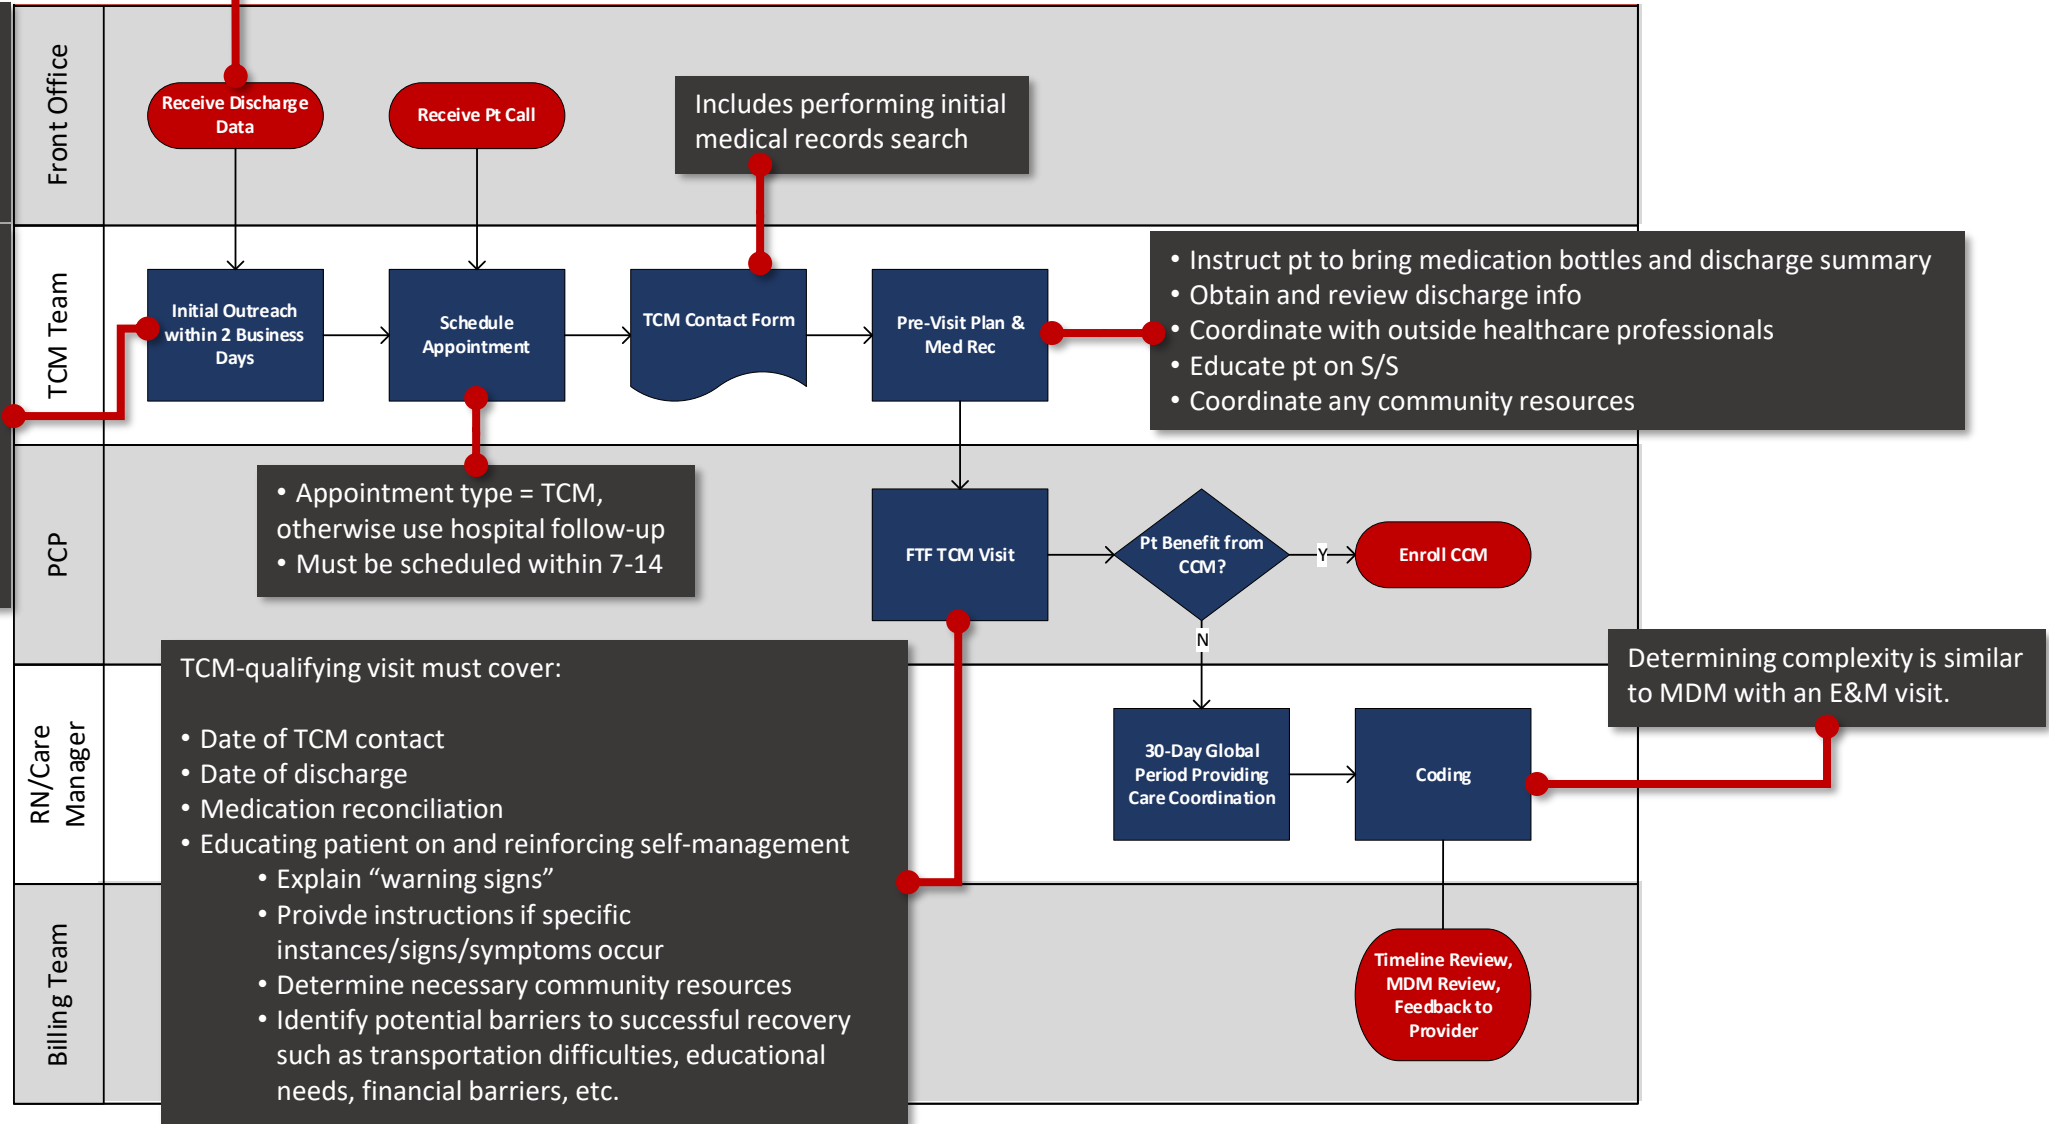 Front Office
Receive Discharge
Data
Receive Pt Call
Includes performing initial
medical records search
TCM Team
Initial Outreach
within 2 Business
Days
Schedule
Appointment
TCM Contact Form
Pre-Visit Plan &
Med Rec
• Instruct pt to bring medication bottles and discharge summary
• Obtain and review discharge info
• Coordinate with outside healthcare professionals
• Educate pt on S/S
• Coordinate any community resources
PCP
• Appointment type = TCM,
otherwise use hospital follow-up
• Must be scheduled within 7-14
FTF TCM Visit
Pt Benefit from
CCM?
Y
Enroll CCM
N
RN/Care
Manager
TCM-qualifying visit must cover:
• Date of TCM contact
• Date of discharge
• Medication reconciliation
• Educating patient on and reinforcing self-management
• Explain “warning signs”
• Proivde instructions if specific
instances/signs/symptoms occur
• Determine necessary community resources
• Identify potential barriers to successful recovery
such as transportation difficulties, educational
needs, financial barriers, etc.
30-Day Global
Period Providing
Care Coordination
Coding
Determining complexity is similar
to MDM with an E&M visit.
Billing Team
Timeline Review,
MDM Review,
Feedback to
Provider